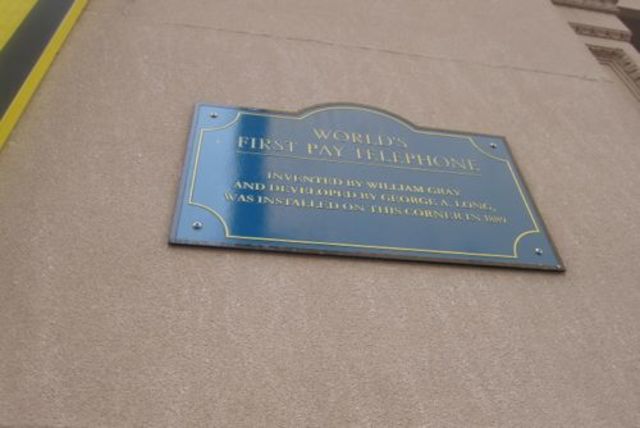 WORLD'S
FIRST PAY TELEPHONE
INVENTED BY WILLIAM GRAY
AND DEVELOPED BY GEORGE A. LONG,
WAS INSTALLED ON THIS CORNER IN 1889